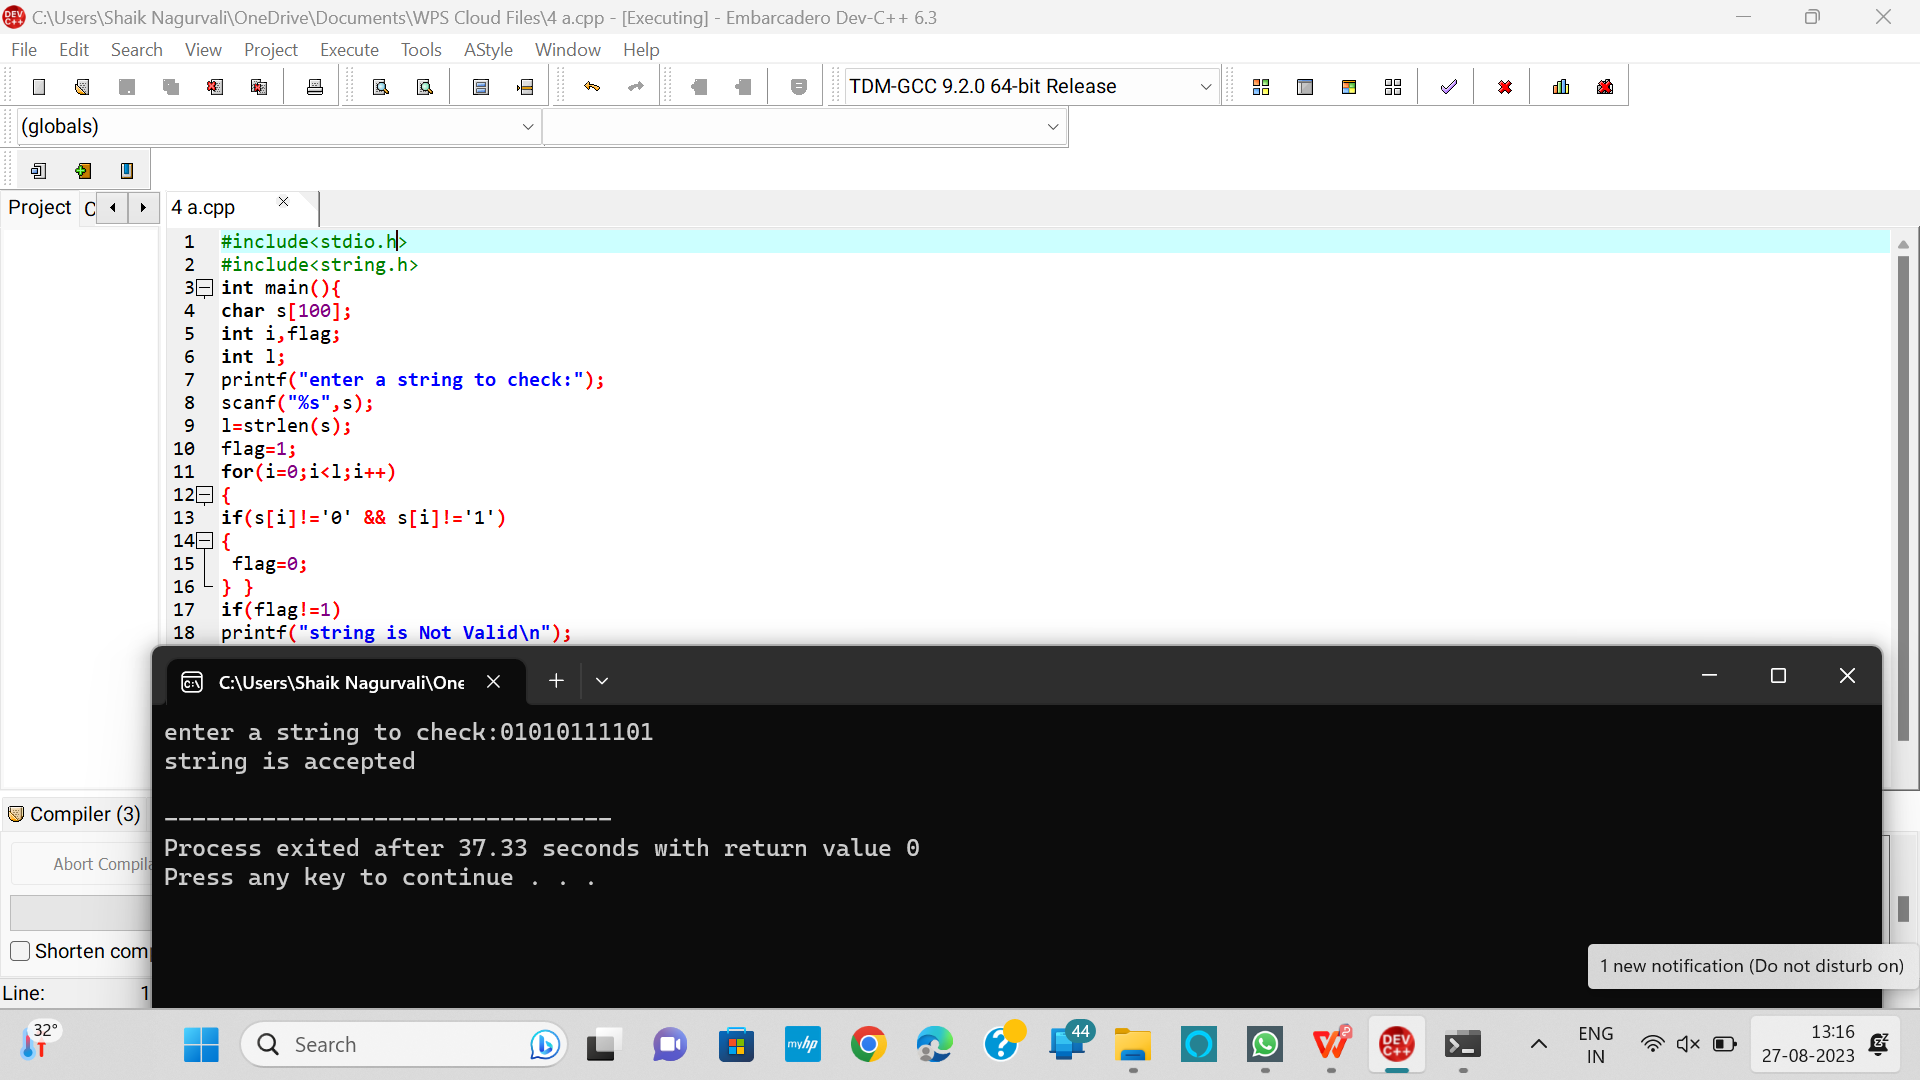 C:\Users\Shaik Nagurvali\OneDrive\Documents\WPS Cloud Files\4 a.cpp - [Executing] - Embarcadero Dev-C++ 6.3
File Edit Search View Project Execute Tools AStyle Window Help
TDM-GCC 9.2.0 64-bit Release
(globals)
Project C
4 a.cpp
1 #include<stdio.h>
2 #include<string.h>
3 int main(){
4 char s[100];
5 int i,flag;
6 int l;
7 printf("enter a string to check:");
8 scanf("%s",s);
9 l=strlen(s);
10 flag=1;
11 for(i=0;i<l;i++)
12 {
13 if(s[i]!='0' && s[i]!='1')
14 {
15 flag=0;
16 } }
17 if(flag!=1)
18 printf("string is Not Valid\n");
C:\Users\Shaik Nagurvali\One
enter a string to check:01010111101
string is accepted
--------------------------------
Process exited after 37.33 seconds with return value 0
Press any key to continue . . .
Compiler (3)
Abort Compila
Shorten comp
Line: 1
1 new notification (Do not disturb on)
32°
Search
myhp
44
DEV C++
ENG
IN
13:16
27-08-2023